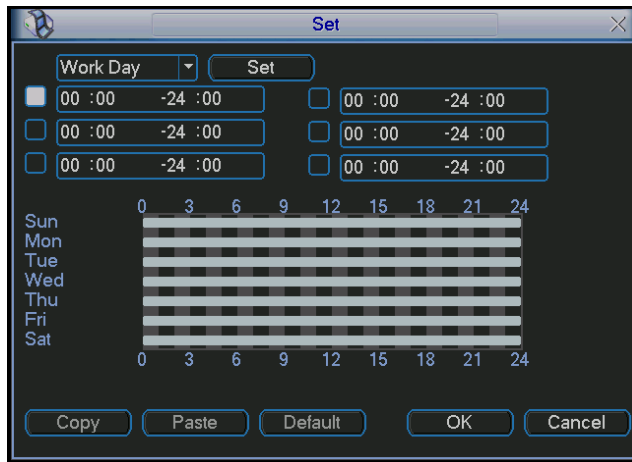 Set
Work Day Set
00 :00 -24 :00 00 :00 -24 :00
00 :00 -24 :00 00 :00 -24 :00
00 :00 -24 :00 00 :00 -24 :00
0 3 6 9 12 15 18 21 24
Sun
Mon
Tue
Wed
Thu
Fri
Sat
0 3 6 9 12 15 18 21 24
Copy Paste Default OK Cancel